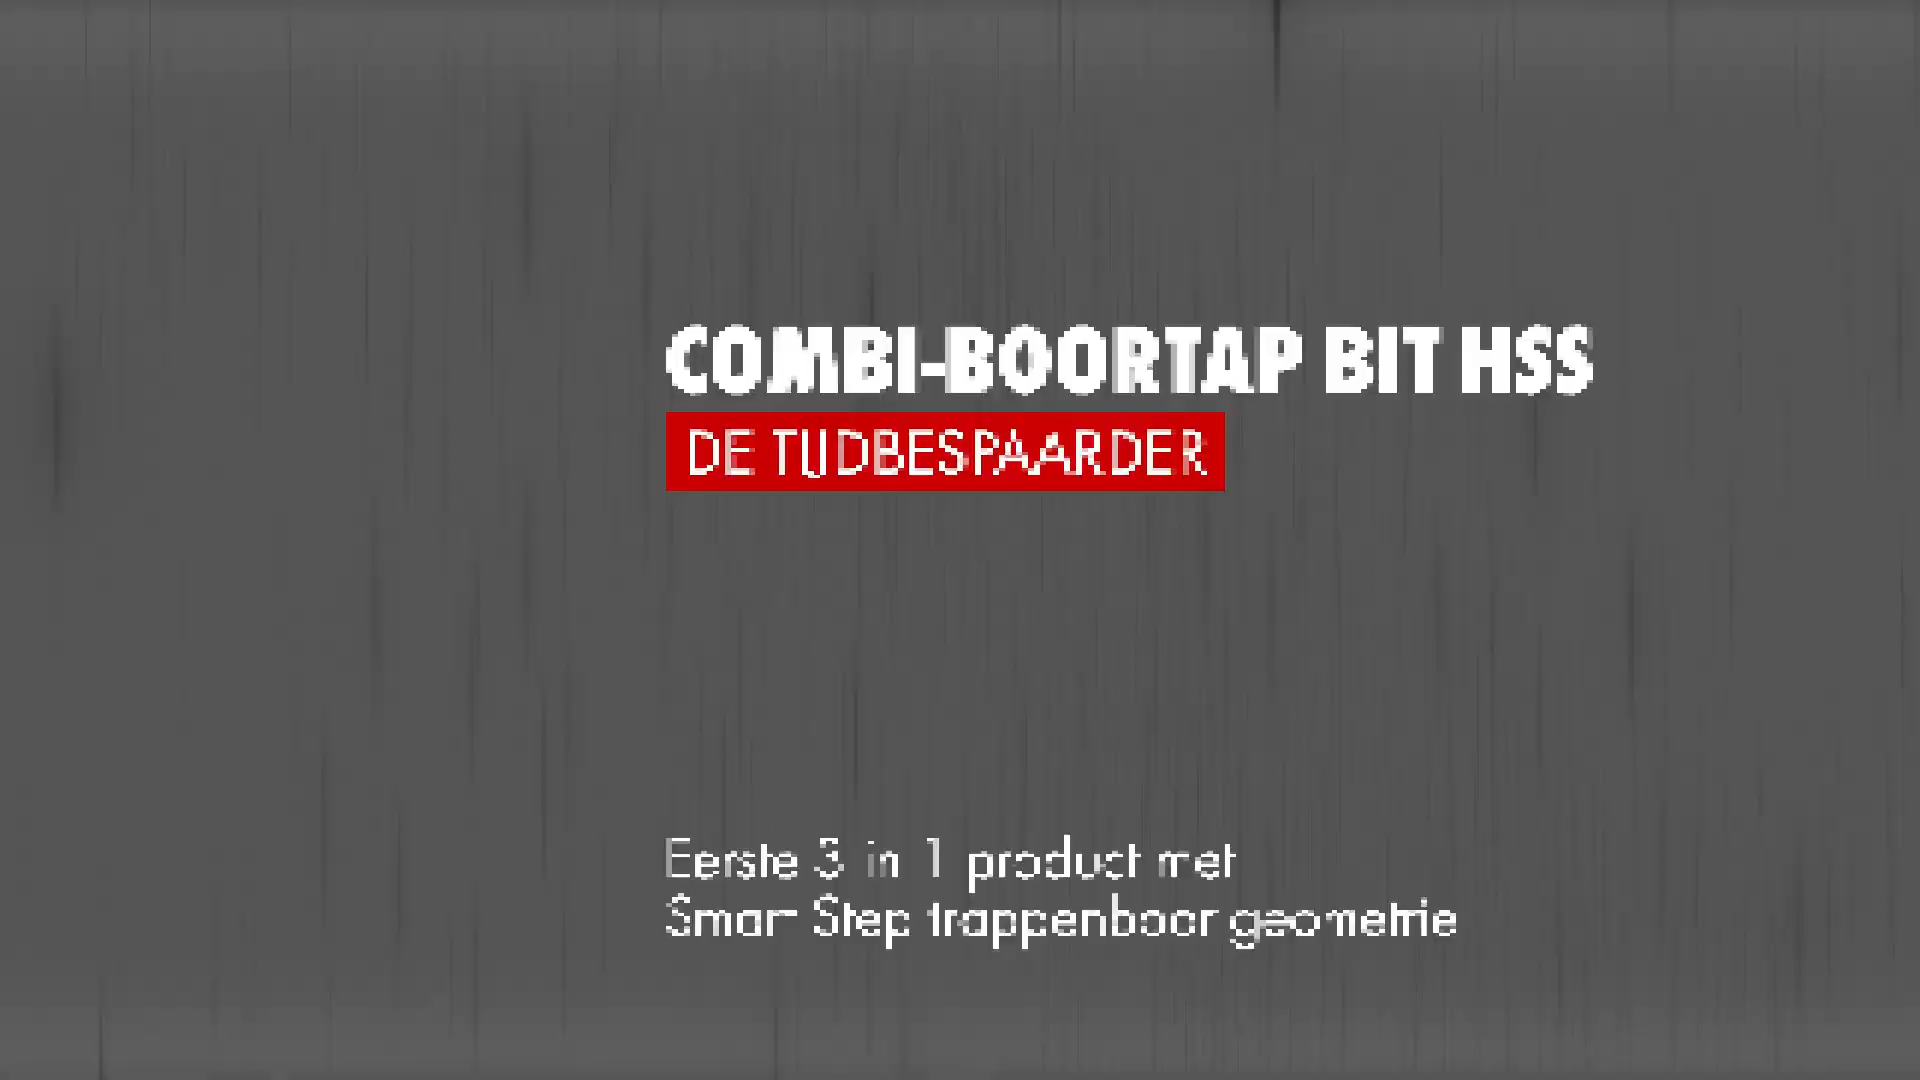 COMBI-BOORTAP BIT HSS
DE TIJDBESPAARDER
Eerste 3 in 1 product met
Smart Step trappenboor geometrie